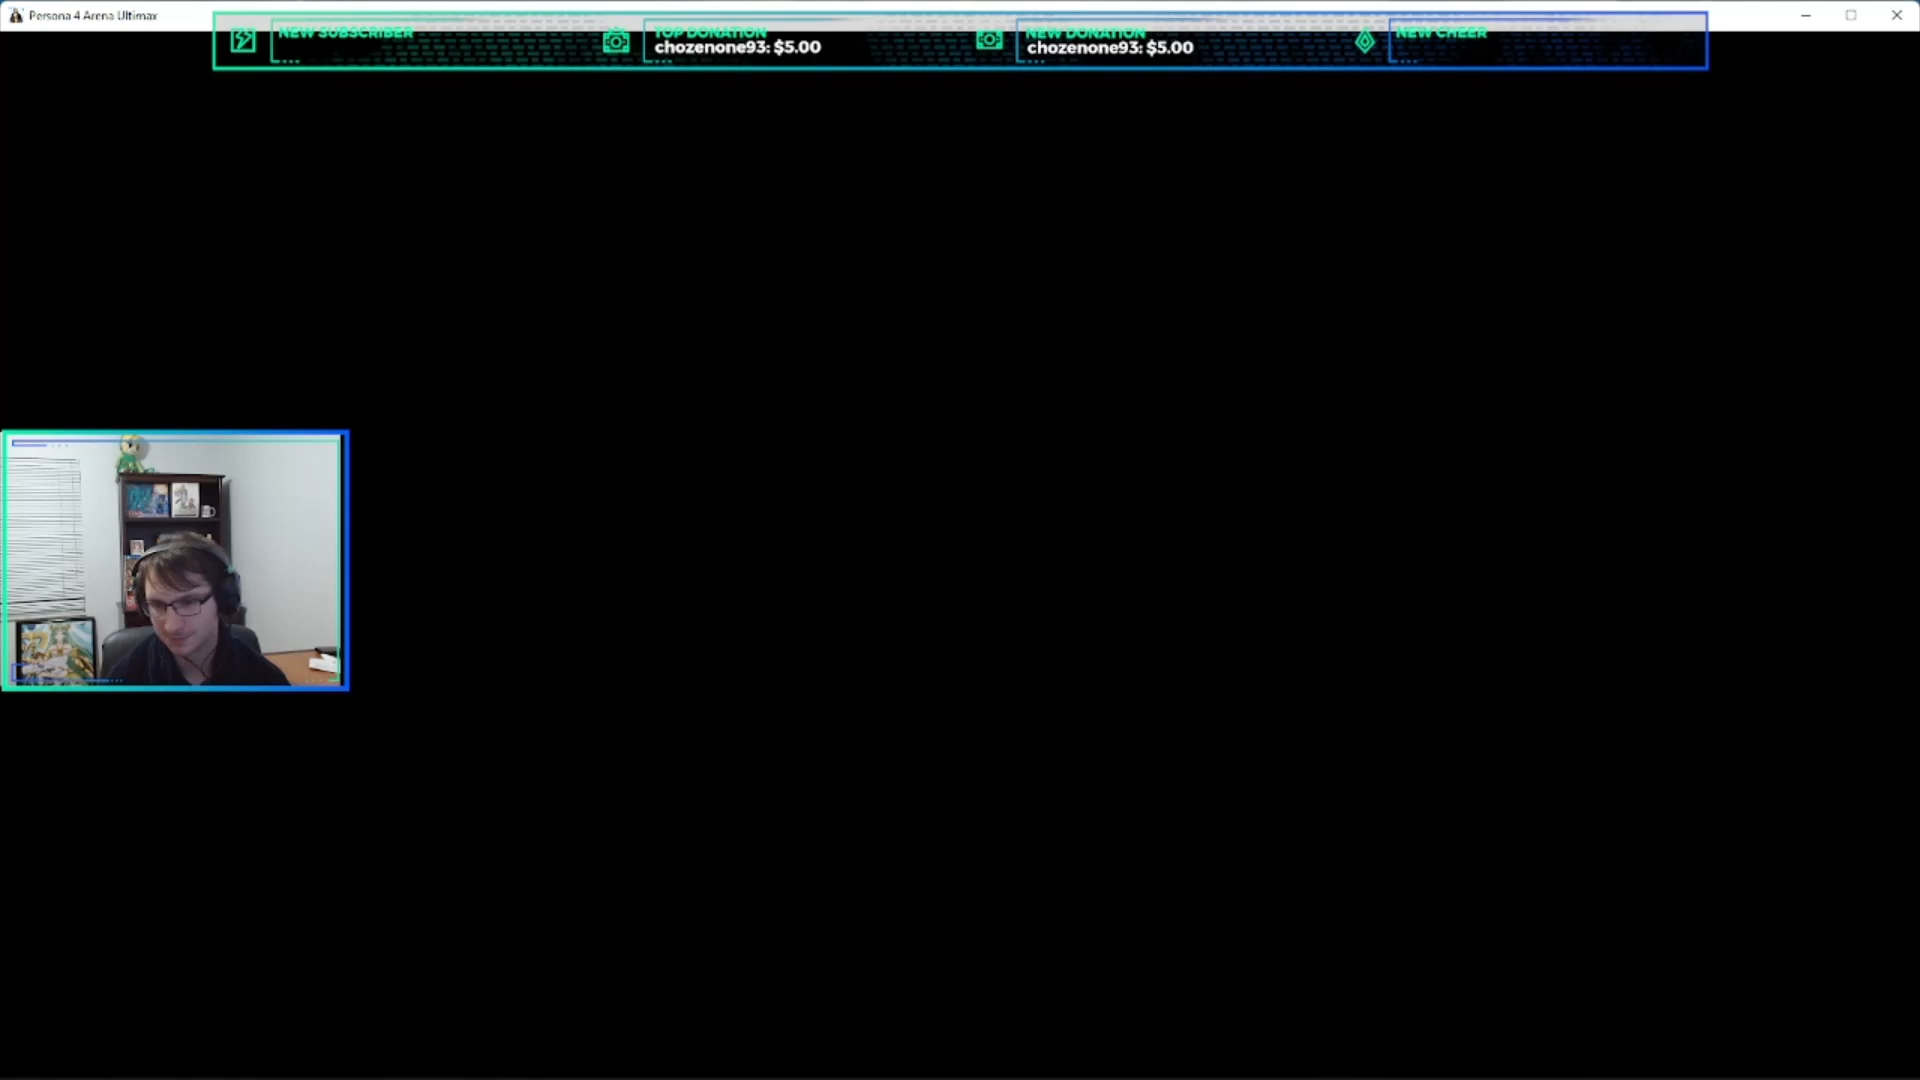 Persona 4 Arena Ultimax
NEW SUBSCRIBER
TOP DONATION
chozenone93: $5.00
NEW DONATION
chozenone93: $5.00
NEW CHEER